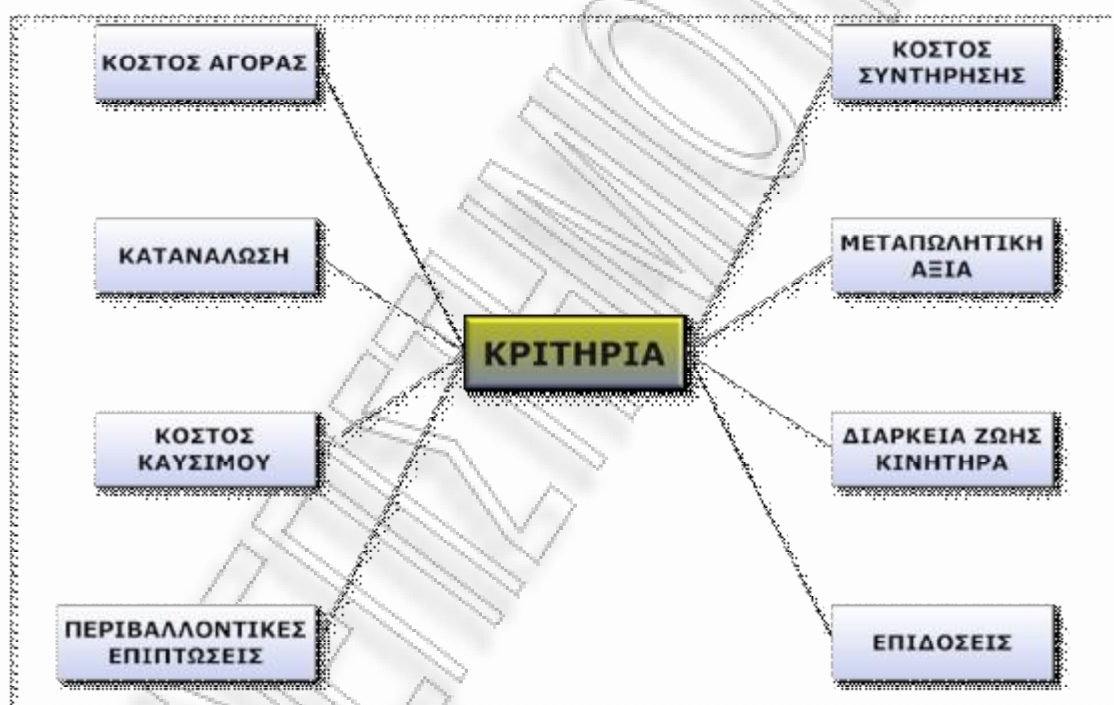 ΚΟΣΤΟΣ ΑΓΟΡΑΣ
ΚΑΤΑΝΑΛΩΣΗ
ΚΟΣΤΟΣ
ΚΑΥΣΙΜΟΥ
ΠΕΡΙΒΑΛΛΟΝΤΙΚΕΣ
ΕΠΙΠΤΩΣΕΙΣ
ΚΡΙΤΗΡΙΑ
ΚΟΣΤΟΣ
ΣΥΝΤΗΡΗΣΗΣ
ΜΕΤΑΠΩΛΗΤΙΚΗ
ΑΞΙΑ
ΔΙΑΡΚΕΙΑ ΖΩΗΣ
ΚΙΝΗΤΗΡΑ
ΕΠΙΔΟΣΕΙΣ